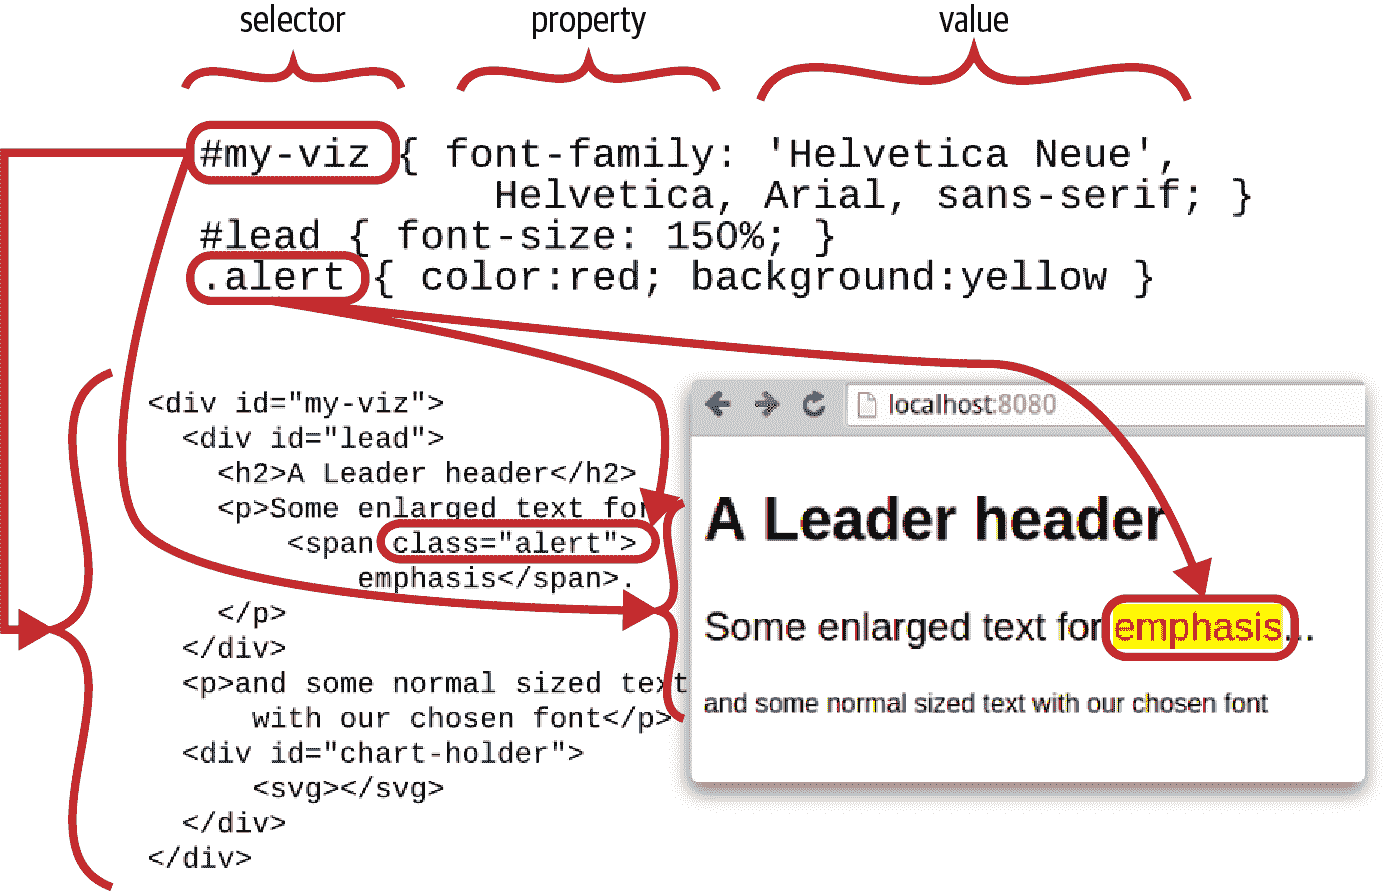 selector property value
#my-viz { font-family: 'Helvetica Neue',
Helvetica, Arial, sans-serif; }
#lead { font-size: 150%; }
.alert { color:red; background:yellow }
<div id="my-viz">
<div id="lead">
<h2>A Leader header</h2>
<p>Some enlarged text for
<span class="alert">
emphasis</span>.
</p>
</div>
<p>and some normal sized text
with our chosen font</p>
<div id="chart-holder">
<svg></svg>
</div>
</div>
localhost:8080
A Leader header
Some enlarged text for emphasis...
and some normal sized text with our chosen font